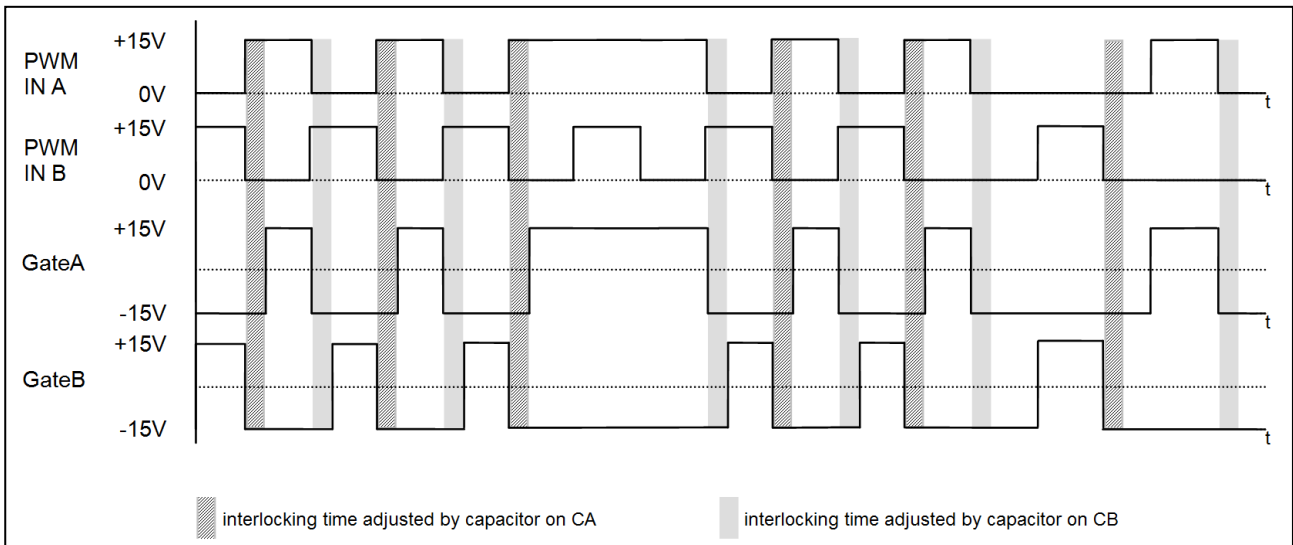 PWM
IN A
+15V
0V
t
PWM
IN B
+15V
0V
t
GateA
+15V
-15V
t
GateB
+15V
-15V
t
interlocking time adjusted by capacitor on CA
interlocking time adjusted by capacitor on CB